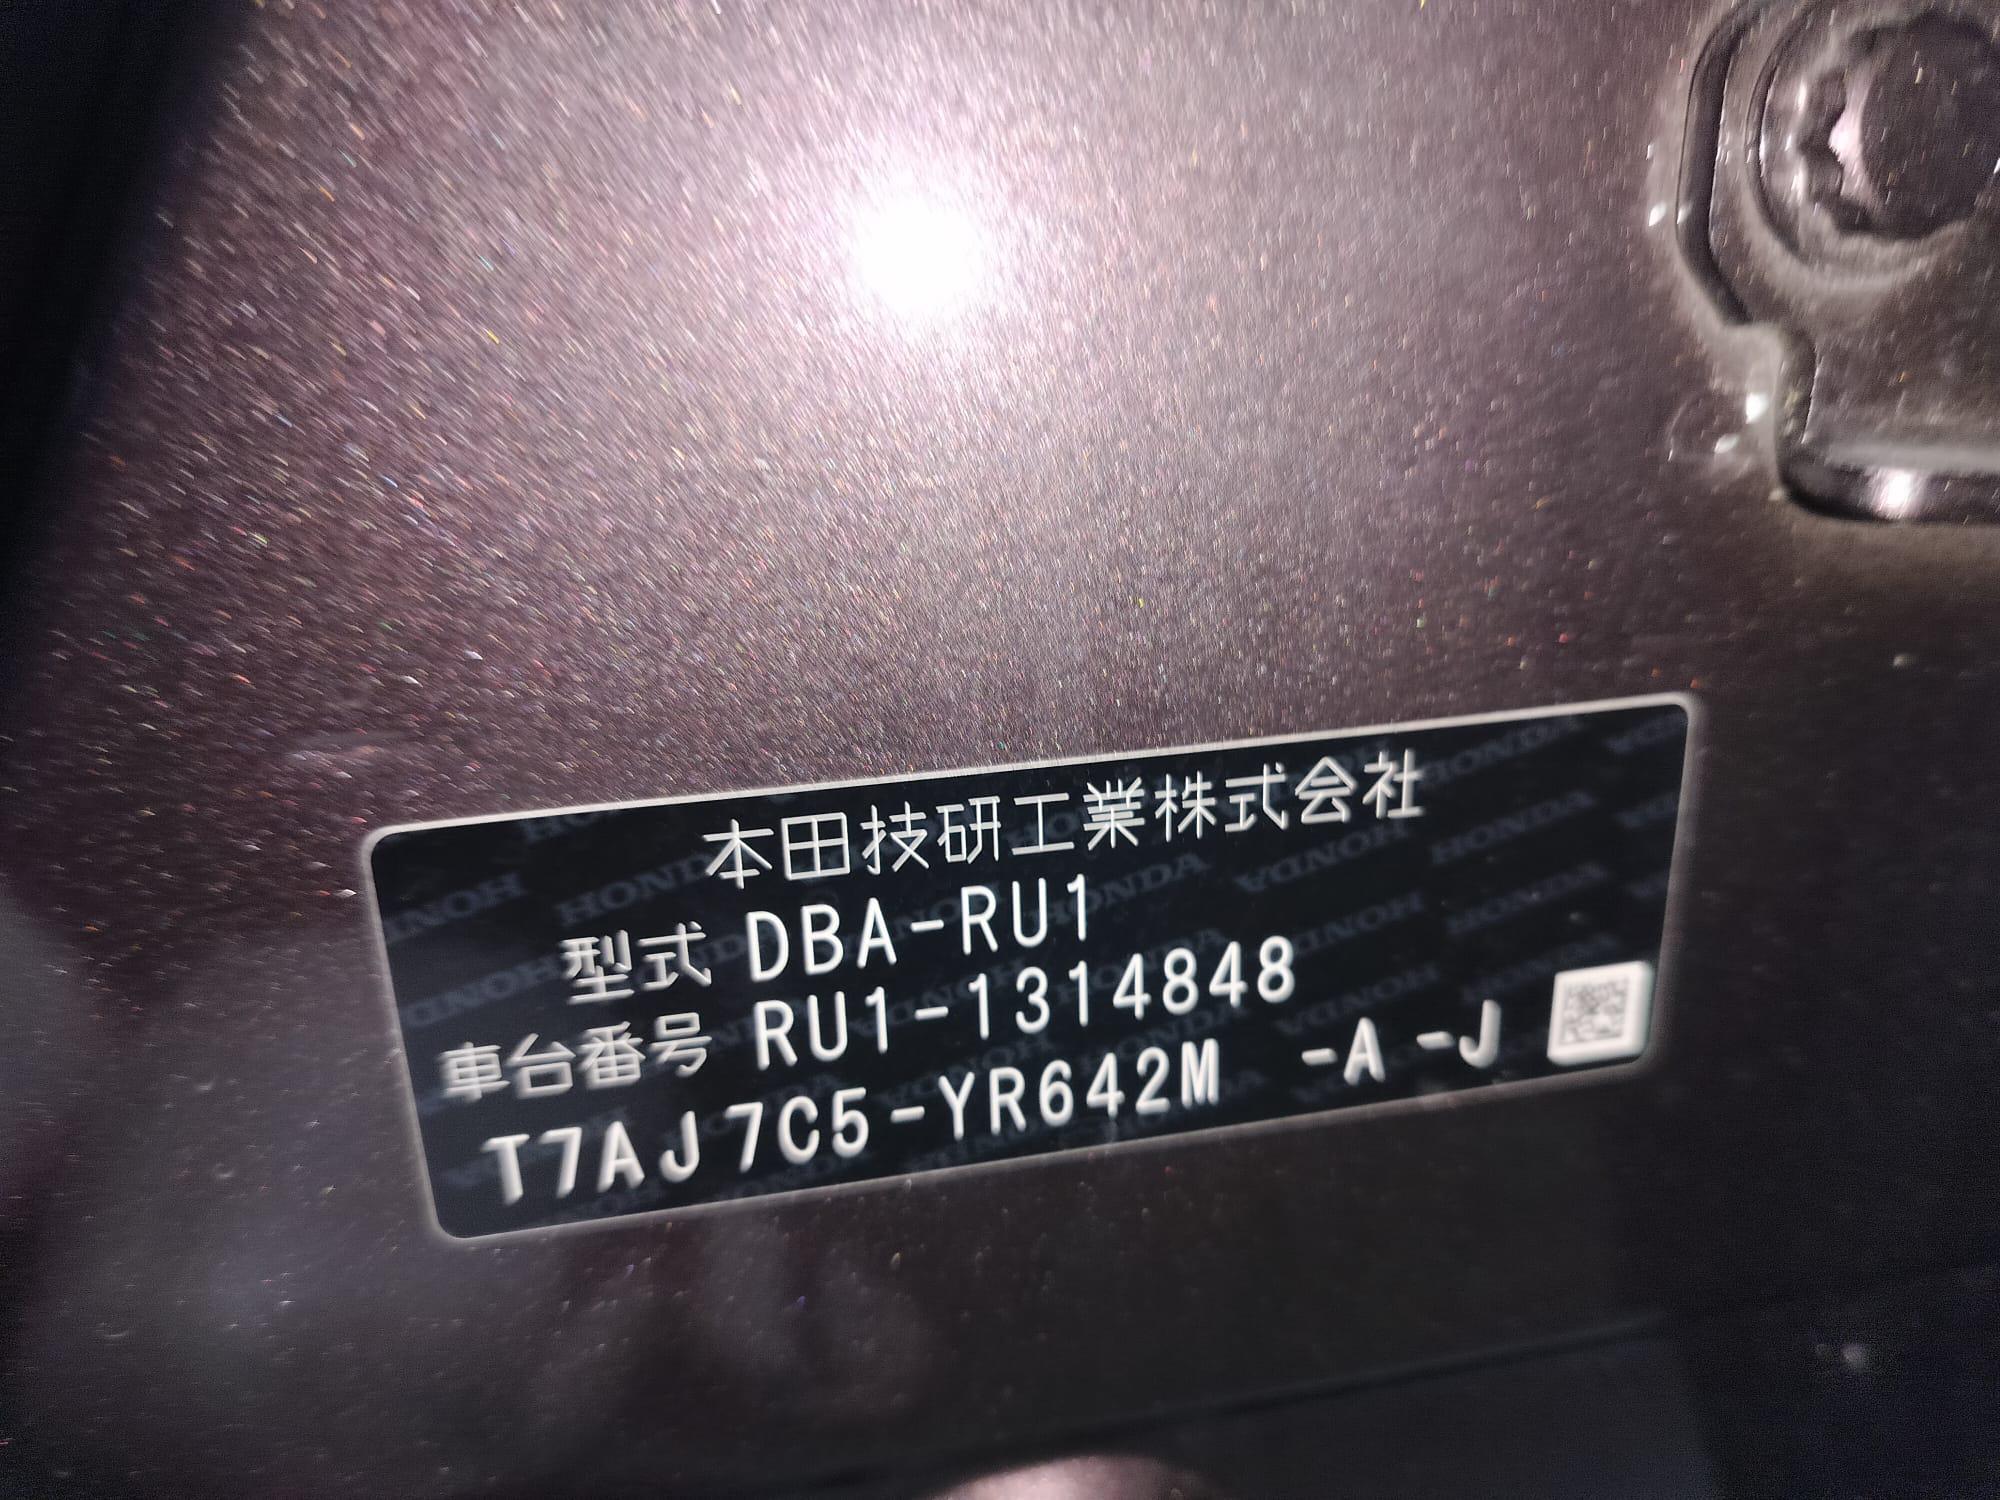 本田技研工業株式会社
型式 DBA-RU1
車台番号 RU1-1314848
T7AJ7C5-YR642M -A -J